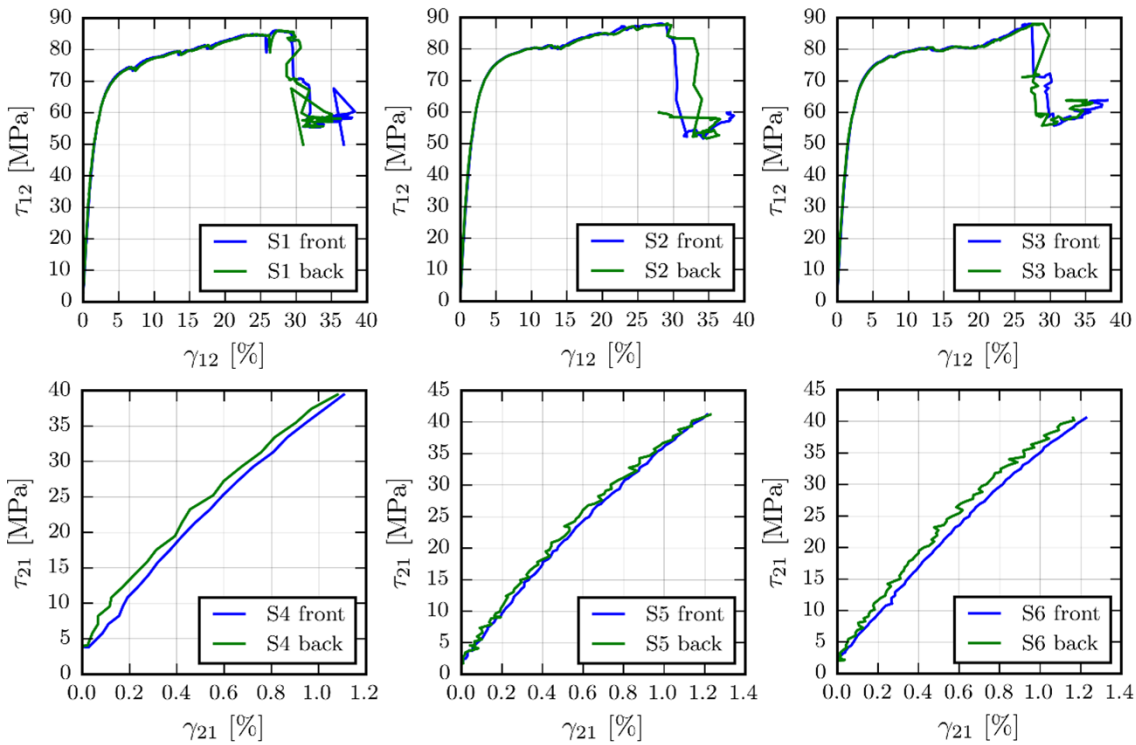 90
80
70
60
50
40
30
20
10
0
τ12 [MPa]
0 5 10 15 20 25 30 35 40
γ12 [%]
S1 front
S1 back
90
80
70
60
50
40
30
20
10
0
τ12 [MPa]
0 5 10 15 20 25 30 35 40
γ12 [%]
S2 front
S2 back
90
80
70
60
50
40
30
20
10
0
τ12 [MPa]
0 5 10 15 20 25 30 35 40
γ12 [%]
S3 front
S3 back
40
35
30
25
20
15
10
5
0
τ21 [MPa]
0.0 0.2 0.4 0.6 0.8 1.0 1.2
γ21 [%]
S4 front
S4 back
45
40
35
30
25
20
15
10
5
0
τ21 [MPa]
0.0 0.2 0.4 0.6 0.8 1.0 1.2 1.4
γ21 [%]
S5 front
S5 back
45
40
35
30
25
20
15
10
5
0
τ21 [MPa]
0.0 0.2 0.4 0.6 0.8 1.0 1.2 1.4
γ21 [%]
S6 front
S6 back